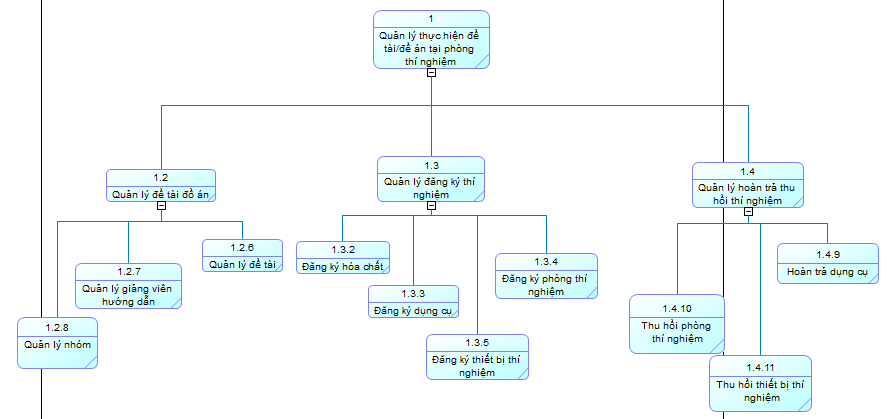 1
Quản lý thực hiện đề
tài/đề án tại phòng
thí nghiệm
1.2
Quản lý đề tài đồ án
1.3
Quản lý đăng ký thí
nghiệm
1.4
Quản lý hoàn trả thu
hồi thí nghiệm
1.2.6
Quản lý đề tài
1.2.7
Quản lý giảng viên
hướng dẫn
1.2.8
Quản lý nhóm
1.3.2
Đăng ký hóa chất
1.3.3
Đăng ký dụng cụ
1.3.4
Đăng ký phòng thí
nghiệm
1.3.5
Đăng ký thiết bị thí
nghiệm
1.4.9
Hoàn trả dụng cụ
1.4.10
Thu hồi phòng
thí nghiệm
1.4.11
Thu hồi thiết bị thí
nghiệm